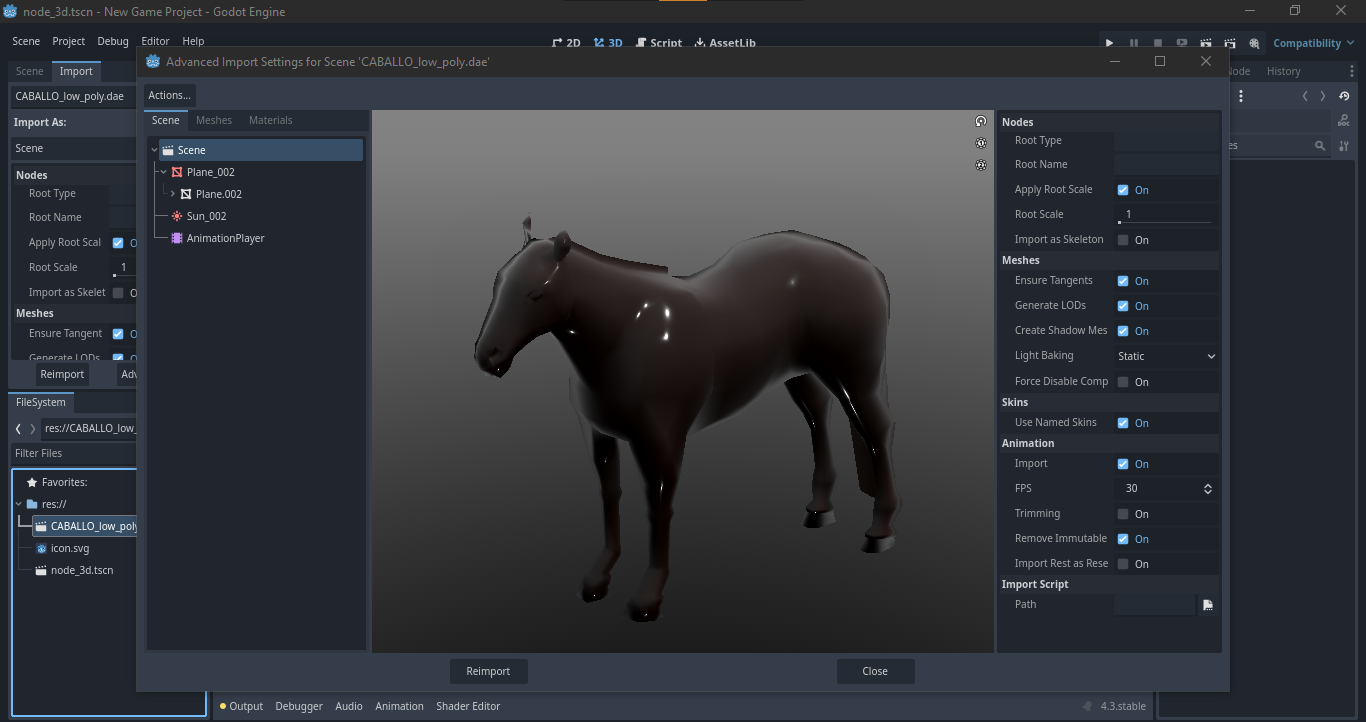 node_3d.tscn - New Game Project - Godot Engine
Scene Project Debug Editor Help
2D 3D Script AssetLib
Compatibility
Scene Import
Node History
CABALLO_low_poly.dae
Import As:
Scene
Nodes
Root Type
Root Name
Apply Root Scal
Root Scale 1
Import as Skelet
Meshes
Ensure Tangent
Generate LODs
Reimport
FileSystem
res://CABALLO_low_
Filter Files
Favorites:
res://
CABALLO_low_poly
icon.svg
node_3d.tscn
Advanced Import Settings for Scene 'CABALLO_low_poly.dae'
Actions...
Scene Meshes Materials
Scene
Plane_002
Plane.002
Sun_002
AnimationPlayer
Nodes
Root Type
Root Name
Apply Root Scale On
Root Scale 1
Import as Skeleton On
Meshes
Ensure Tangents On
Generate LODs On
Create Shadow Mes On
Light Baking Static
Force Disable Comp On
Skins
Use Named Skins On
Animation
Import On
FPS 30
Trimming On
Remove Immutable On
Import Rest as Rese On
Import Script
Path
Reimport Close
Output Debugger Audio Animation Shader Editor
4.3.stable